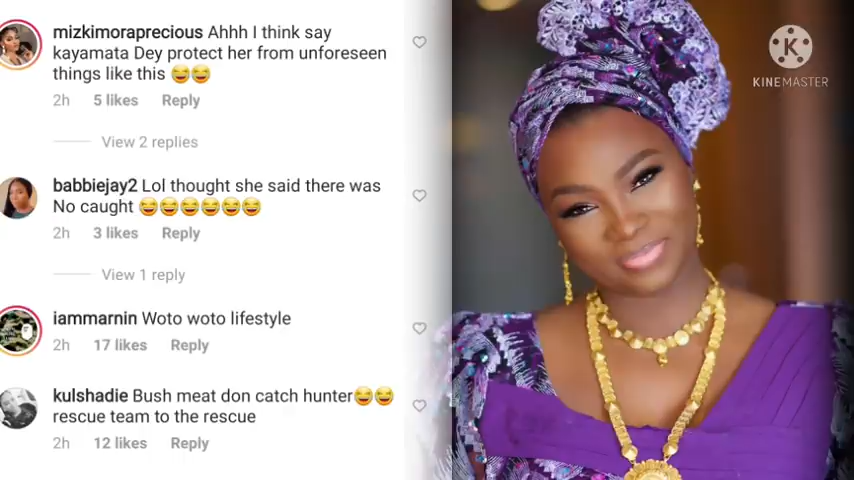 mizkimoraprecious Ahhh I think say
kayamata Dey protect her from unforeseen
things like this 😂😂
2h 5 likes Reply
View 2 replies
babbiejay2 Lol thought she said there was
No caught 😂😂😂😂😂😂
2h 3 likes Reply
View 1 reply
iammarnin Woto woto lifestyle
2h 17 likes Reply
kulshadie Bush meat don catch hunter😂😂
rescue team to the rescue
2h 12 likes Reply
K
KINEMASTER